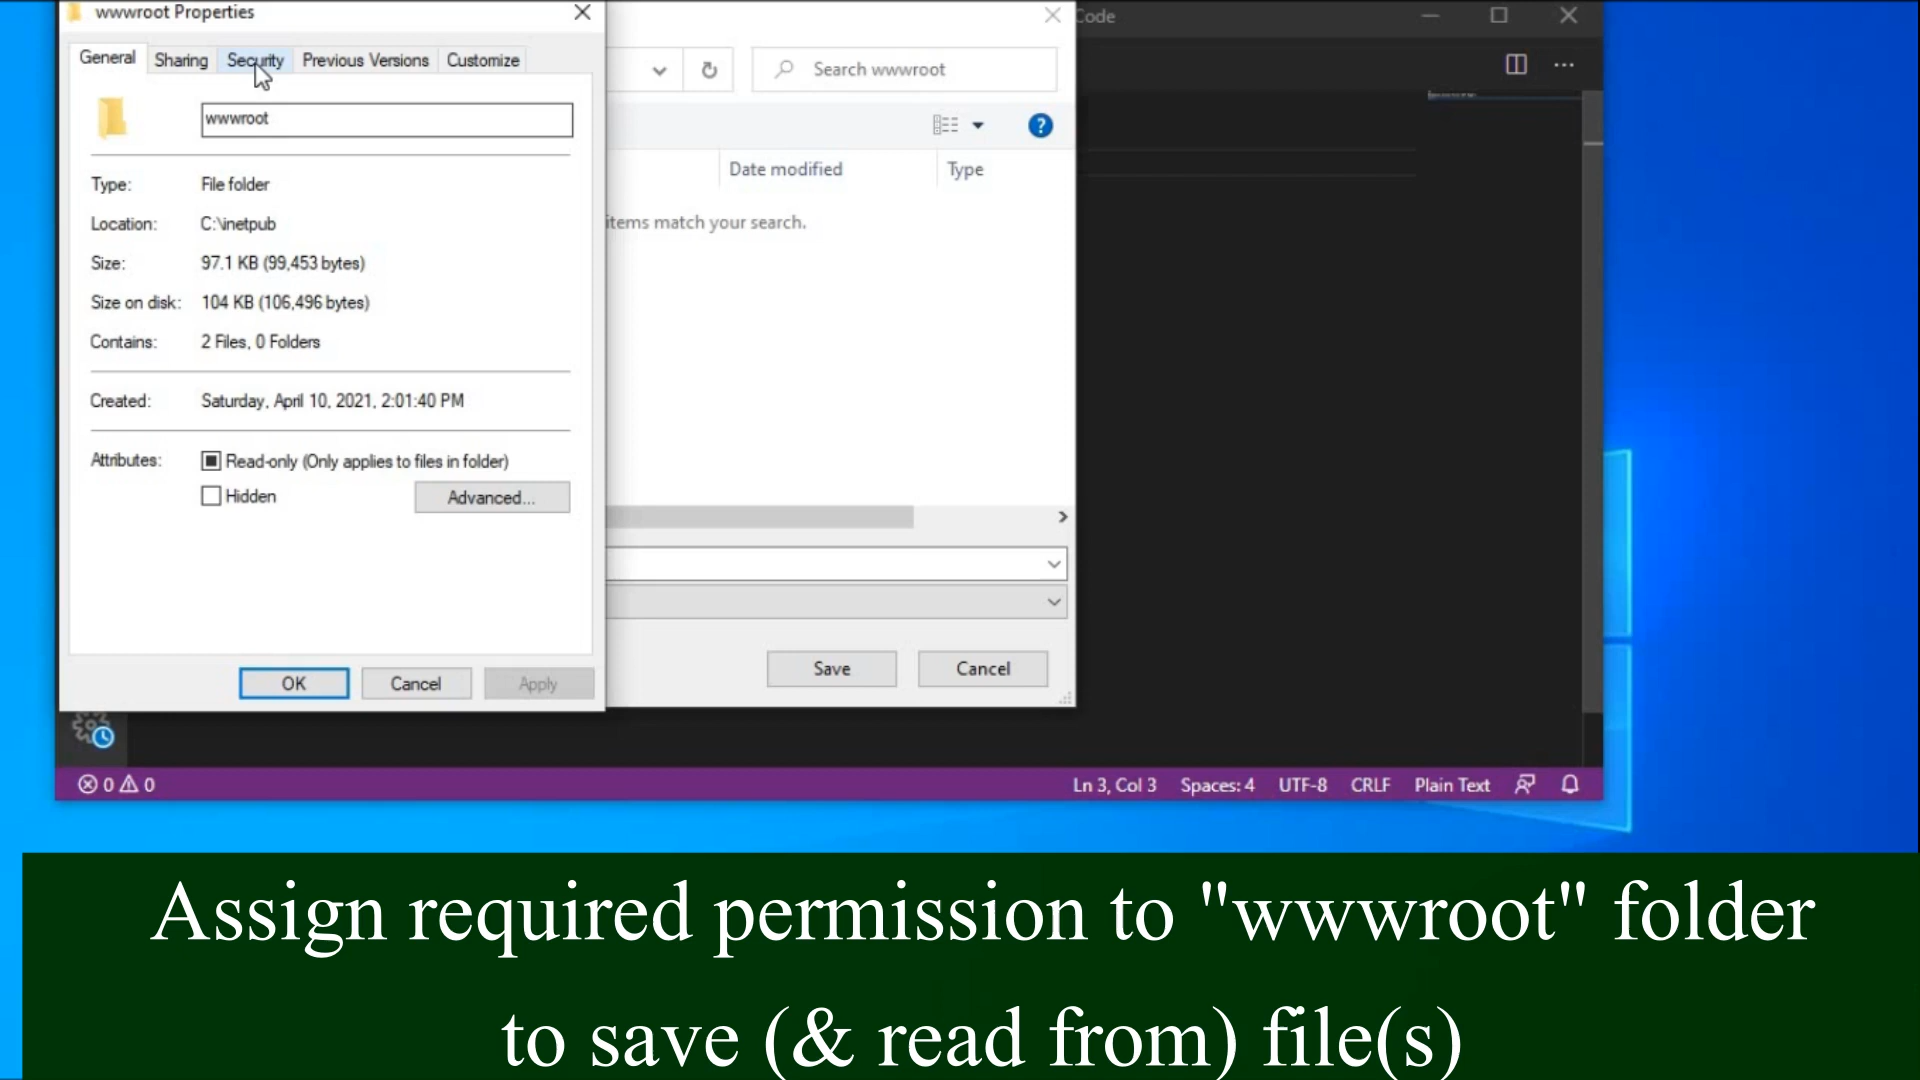 wwwroot Properties
Code
General Sharing Security Previous Versions Customize
Search wwwroot
wwwroot
Date modified Type
Type: File folder
Location: C:\inetpub
items match your search.
Size: 97.1 KB (99,453 bytes)
Size on disk: 104 KB (106,496 bytes)
Contains: 2 Files, 0 Folders
Created: Saturday, April 10, 2021, 2:01:40 PM
Attributes: Read-only (Only applies to files in folder)
Hidden Advanced...
OK Cancel Apply
Save Cancel
0 0 Ln 3, Col 3 Spaces: 4 UTF-8 CRLF Plain Text
Assign required permission to "wwwroot" folder
to save (& read from) file(s)